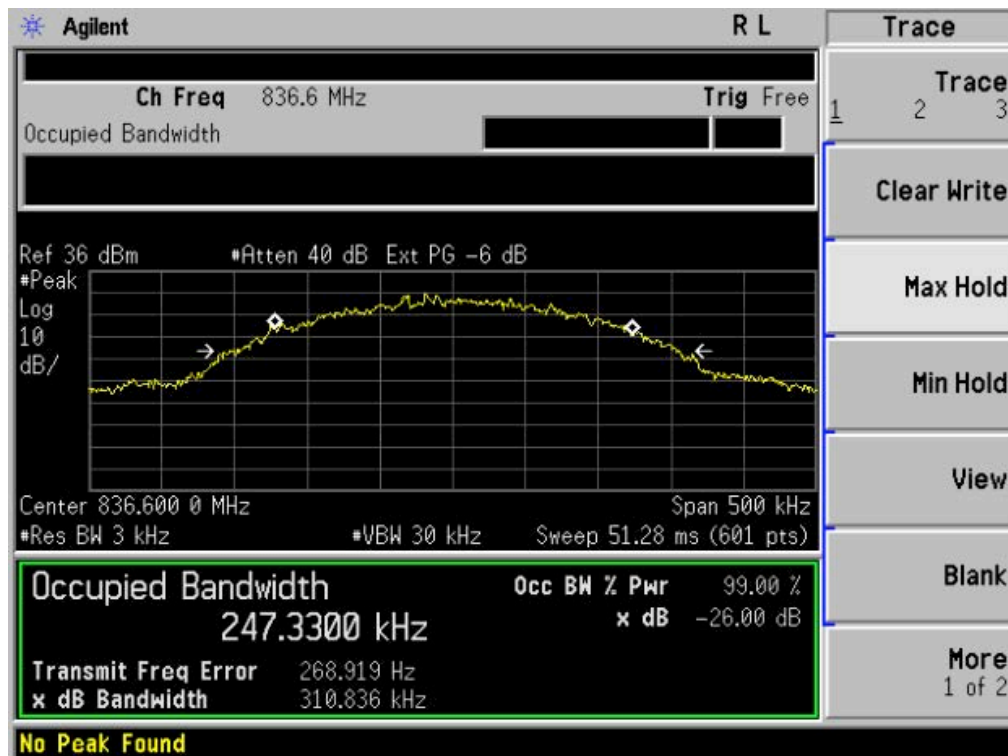 Agilent R L Trace
Ch Freq 836.6 MHz Trig Free
Occupied Bandwidth
Trace
1 2 3
Clear Write
Max Hold
Min Hold
View
Blank
More
1 of 2
Ref 36 dBm #Atten 40 dB Ext PG -6 dB
#Peak
Log
10
dB/
Center 836.600 0 MHz Span 500 kHz
#Res BW 3 kHz #VBW 30 kHz Sweep 51.28 ms (601 pts)
Occupied Bandwidth Occ BW % Pwr 99.00 %
247.3300 kHz x dB -26.00 dB
Transmit Freq Error 268.919 Hz
x dB Bandwidth 310.836 kHz
No Peak Found